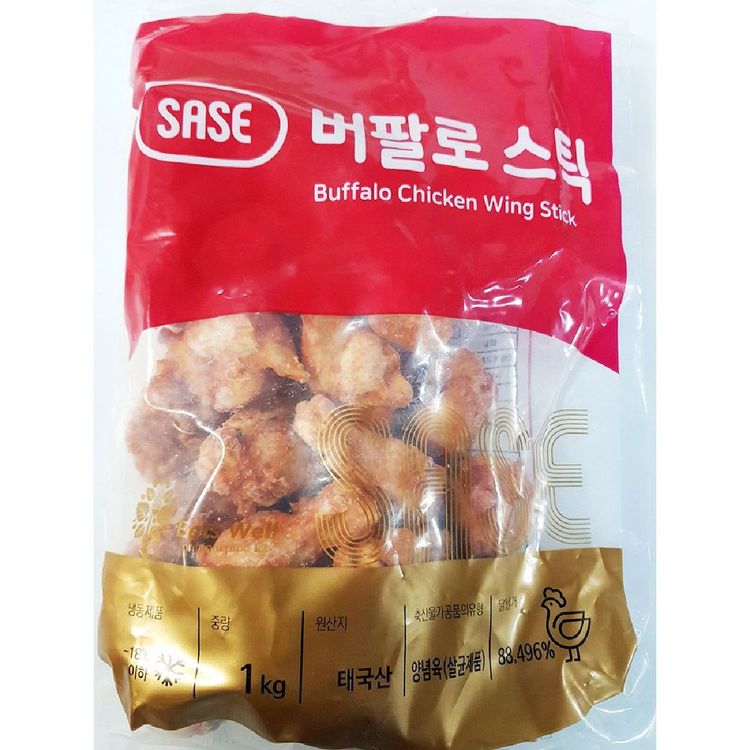 SASE
버팔로 스틱
Buffalo Chicken Wing Stick
SASE
Eats Well
냉동제품
-18℃
이하
중량
1kg
원산지
태국산
축산물가공품의유형
양념육(살균제품)
88.496%